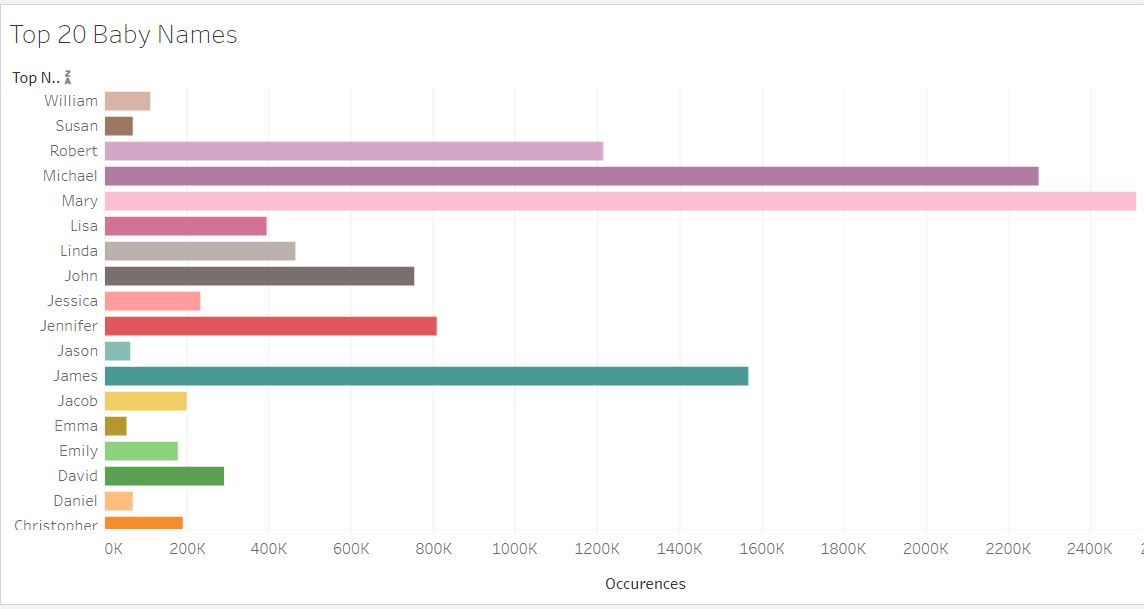 Top 20 Baby Names
Top N..
William
Susan
Robert
Michael
Mary
Lisa
Linda
John
Jessica
Jennifer
Jason
James
Jacob
Emma
Emily
David
Daniel
Christopher
0K 200K 400K 600K 800K 1000K 1200K 1400K 1600K 1800K 2000K 2200K 2400K
Occurences